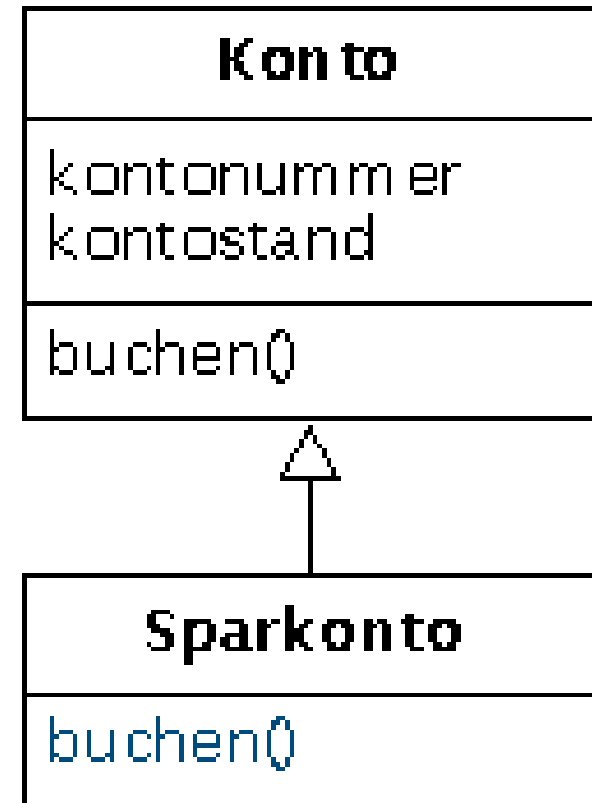 Konto
kontonummer
kontostand
buchen()
Sparkonto
buchen()